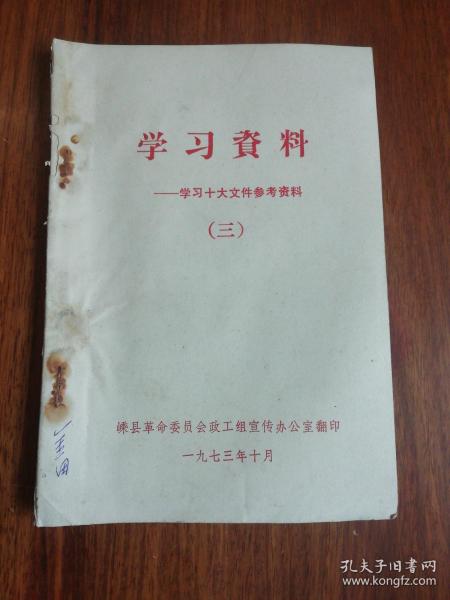 学习資料
——学习十大文件参考资料
（三）
嵊县革命委员会政工组宣传办公室翻印
一九七三年十月
孔夫子旧书网
www.kongfz.com